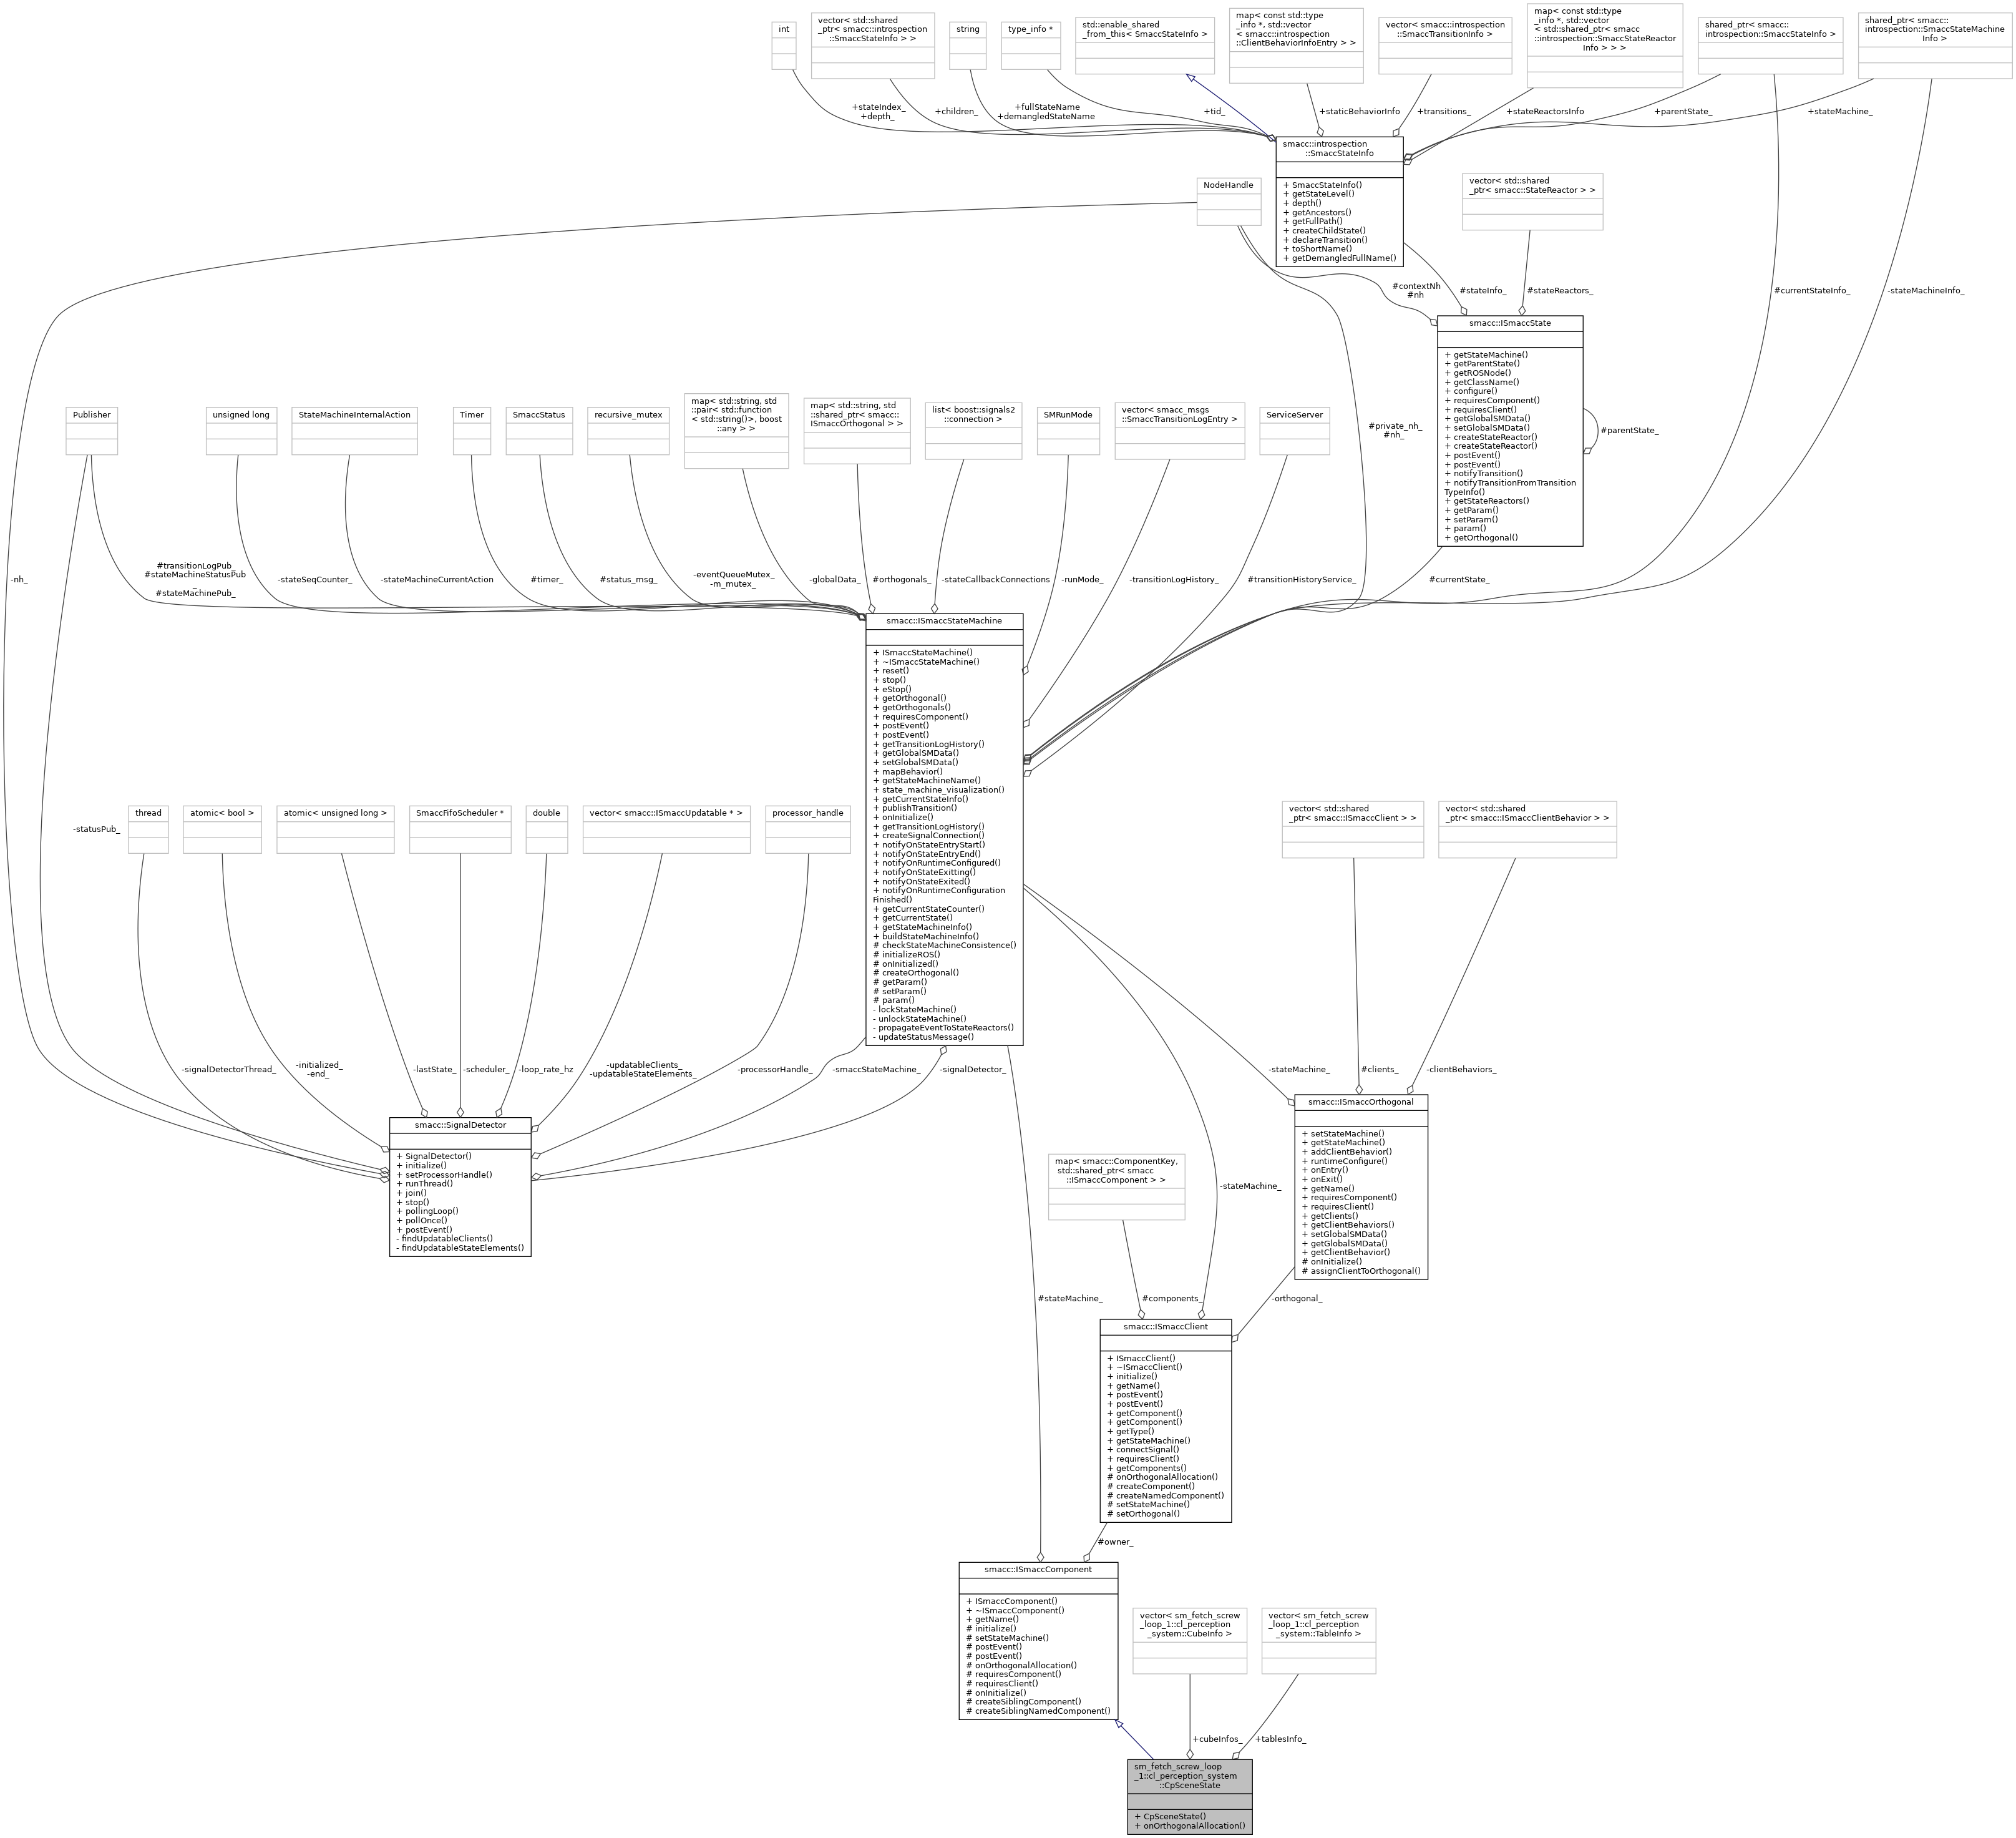 int
vector< std::shared
_ptr< smacc::introspection
::SmaccStateInfo > >
string
type_info *
std::enable_shared
_from_this< SmaccStateInfo >
map< const std::type
_info *, std::vector
< smacc::introspection
::ClientBehaviorInfoEntry > >
vector< smacc::introspection
::SmaccTransitionInfo >
map< const std::type
_info *, std::vector
< std::shared_ptr< smacc
::introspection::SmaccStateReactor
Info > > >
shared_ptr< smacc::
introspection::SmaccStateInfo >
shared_ptr< smacc::
introspection::SmaccStateMachine
Info >
+stateIndex_
+depth_
+children_
+fullStateName
+demangledStateName
+tid_
+staticBehaviorInfo
+transitions_
+stateReactorsInfo
+parentState_
+stateMachine_
smacc::introspection
::SmaccStateInfo
+ SmaccStateInfo()
+ getStateLevel()
+ depth()
+ getAncestors()
+ getFullPath()
+ createChildState()
+ declareTransition()
+ toShortName()
+ getDemangledFullName()
NodeHandle
vector< std::shared
_ptr< smacc::StateReactor > >
#contextNh
#nh
#stateInfo_
#stateReactors_
#currentStateInfo_
-stateMachineInfo_
smacc::ISmaccState
+ getStateMachine()
+ getParentState()
+ getROSNode()
+ getClassName()
+ configure()
+ requiresComponent()
+ requiresClient()
+ getGlobalSMData()
+ setGlobalSMData()
+ createStateReactor()
+ createStateReactor()
+ postEvent()
+ postEvent()
+ notifyTransition()
+ notifyTransitionFromTransition
TypeInfo()
+ getStateReactors()
+ getParam()
+ setParam()
+ param()
+ getOrthogonal()
#parentState_
Publisher
unsigned long
StateMachineInternalAction
Timer
SmaccStatus
recursive_mutex
map< std::string, std
::pair< std::function
< std::string()>, boost
::any > >
map< std::string, std
::shared_ptr< smacc::
ISmaccOrthogonal > >
list< boost::signals2
::connection >
SMRunMode
vector< smacc_msgs
::SmaccTransitionLogEntry >
ServiceServer
#private_nh_
#nh_
-nh_
#transitionLogPub_
#stateMachineStatusPub
_
#stateMachinePub_
-stateSeqCounter_
-stateMachineCurrentAction
#timer_
#status_msg_
-eventQueueMutex_
-m_mutex_
-globalData_
#orthogonals_
-stateCallbackConnections
-runMode_
-transitionLogHistory_
#transitionHistoryService_
#currentState_
smacc::ISmaccStateMachine
+ ISmaccStateMachine()
+ ~ISmaccStateMachine()
+ reset()
+ stop()
+ eStop()
+ getOrthogonal()
+ getOrthogonals()
+ requiresComponent()
+ postEvent()
+ postEvent()
+ getTransitionLogHistory()
+ getGlobalSMData()
+ setGlobalSMData()
+ mapBehavior()
+ getStateMachineName()
+ state_machine_visualization()
+ getCurrentStateInfo()
+ publishTransition()
+ onInitialize()
+ getTransitionLogHistory()
+ createSignalConnection()
+ notifyOnStateEntryStart()
+ notifyOnStateEntryEnd()
+ notifyOnRuntimeConfigured()
+ notifyOnStateExitting()
+ notifyOnStateExited()
+ notifyOnRuntimeConfiguration
Finished()
+ getCurrentStateCounter()
+ getCurrentState()
+ getStateMachineInfo()
+ buildStateMachineInfo()
# checkStateMachineConsistence()
# initializeROS()
# onInitialized()
# createOrthogonal()
# getParam()
# setParam()
# param()
- lockStateMachine()
- unlockStateMachine()
- propagateEventToStateReactors()
- updateStatusMessage()
-statusPub_
thread
atomic< bool >
atomic< unsigned long >
SmaccFifoScheduler *
double
vector< smacc::ISmaccUpdatable * >
processor_handle
vector< std::shared
_ptr< smacc::ISmaccClient > >
vector< std::shared
_ptr< smacc::ISmaccClientBehavior > >
-signalDetectorThread_
-initialized_
-end_
-lastState_
-scheduler_
-loop_rate_hz
-updatableClients_
-updatableStateElements_
-processorHandle_
-smaccStateMachine_
-signalDetector_
-stateMachine_
#clients_
-clientBehaviors_
smacc::SignalDetector
+ SignalDetector()
+ initialize()
+ setProcessorHandle()
+ runThread()
+ join()
+ stop()
+ pollingLoop()
+ pollOnce()
+ postEvent()
- findUpdatableClients()
- findUpdatableStateElements()
smacc::ISmaccOrthogonal
+ setStateMachine()
+ getStateMachine()
+ addClientBehavior()
+ runtimeConfigure()
+ onEntry()
+ onExit()
+ getName()
+ requiresComponent()
+ requiresClient()
+ getClients()
+ getClientBehaviors()
+ setGlobalSMData()
+ getGlobalSMData()
+ getClientBehavior()
# onInitialize()
# assignClientToOrthogonal()
map< smacc::ComponentKey,
std::shared_ptr< smacc
::ISmaccComponent > >
-stateMachine_
#stateMachine_
#components_
-orthogonal_
smacc::ISmaccClient
+ ISmaccClient()
+ ~ISmaccClient()
+ initialize()
+ getName()
+ postEvent()
+ postEvent()
+ getComponent()
+ getComponent()
+ getType()
+ getStateMachine()
+ connectSignal()
+ requiresClient()
+ getComponents()
# onOrthogonalAllocation()
# createComponent()
# createNamedComponent()
# setStateMachine()
# setOrthogonal()
#owner_
smacc::ISmaccComponent
+ ISmaccComponent()
+ ~ISmaccComponent()
+ getName()
# initialize()
# setStateMachine()
# postEvent()
# postEvent()
# onOrthogonalAllocation()
# requiresComponent()
# requiresClient()
# onInitialize()
# createSiblingComponent()
# createSiblingNamedComponent()
vector< sm_fetch_screw
_loop_1::cl_perception
_system::CubeInfo >
vector< sm_fetch_screw
_loop_1::cl_perception
_system::TableInfo >
+cubeInfos_
+tablesInfo_
sm_fetch_screw_loop
_1::cl_perception_system
::CpSceneState
+ CpSceneState()
+ onOrthogonalAllocation()